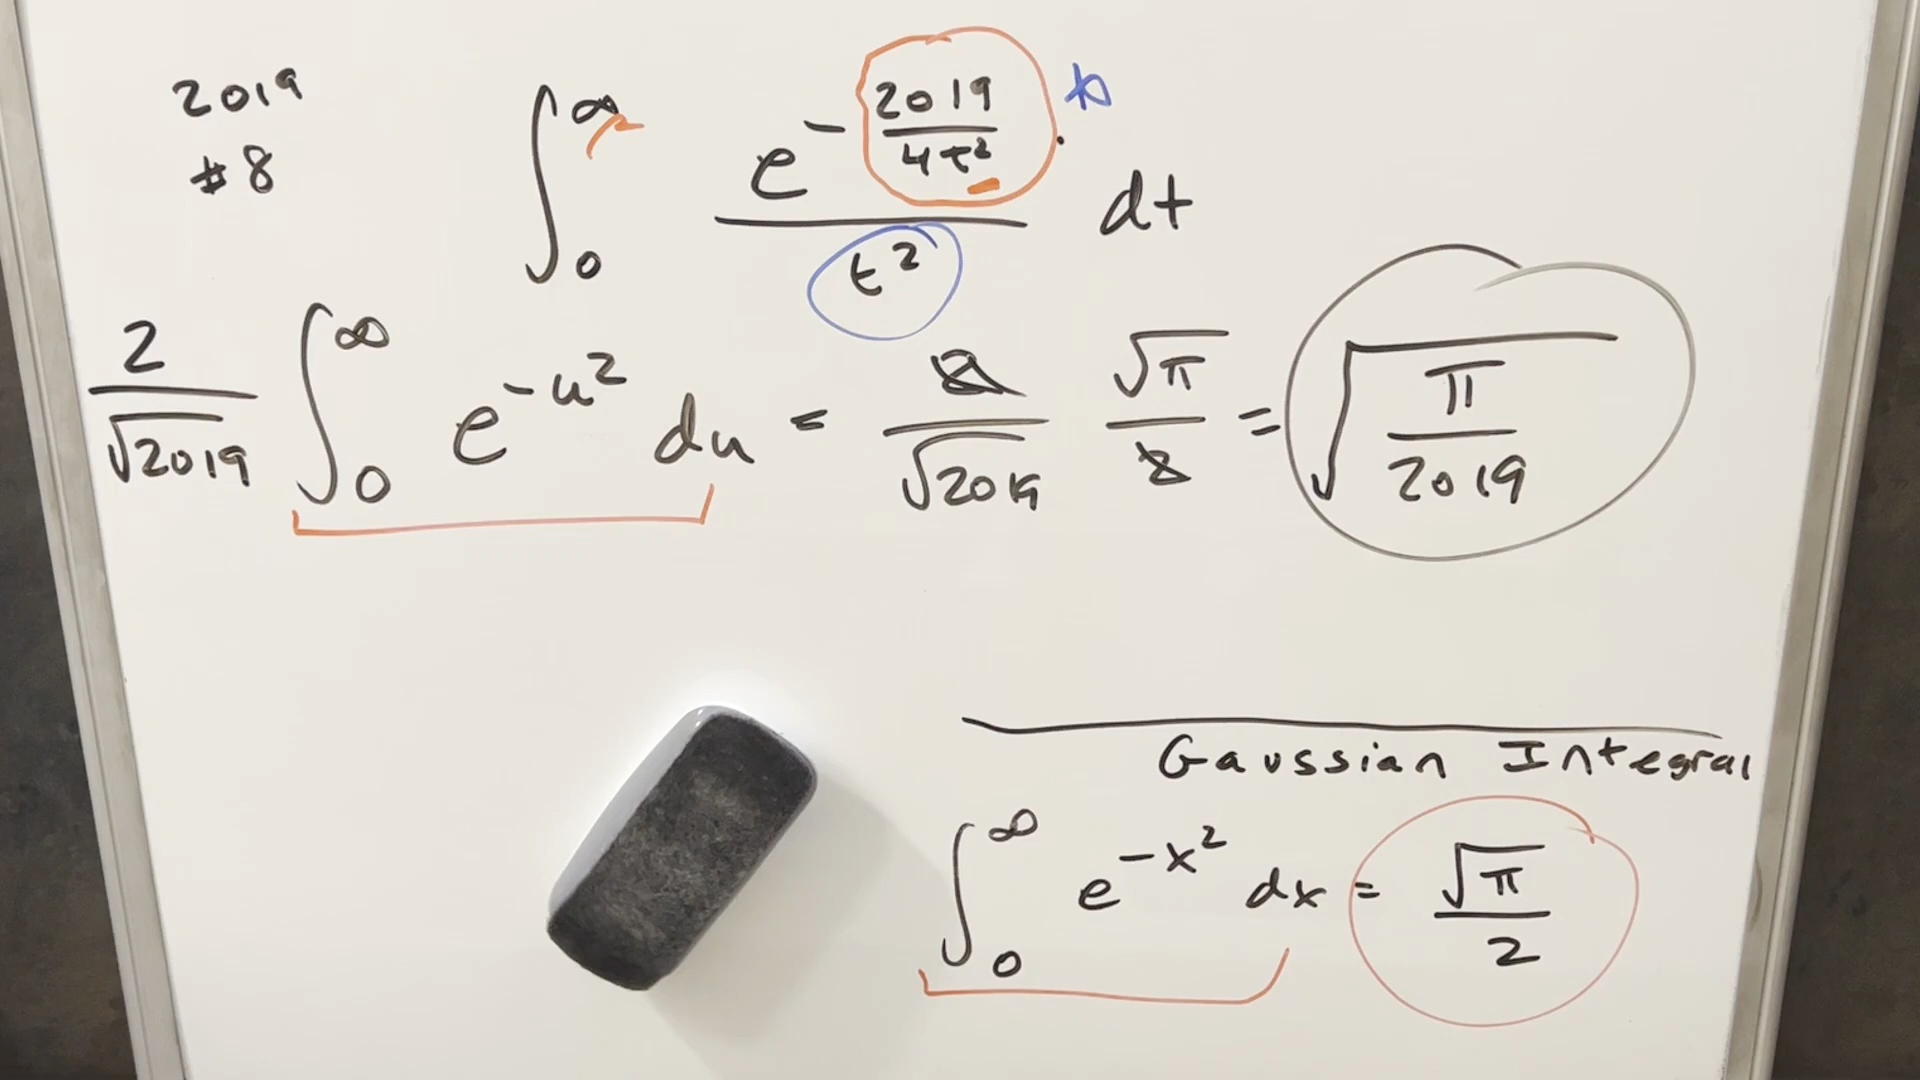 2019
#8
∫₀^∞ e^(-2019/4t²) / t² dt
2/√2019 ∫₀^∞ e^(-u²) du = 2/√2019 √π/2 = √(π/2019)
Gaussian Integral
∫₀^∞ e^(-x²) dx = √π/2